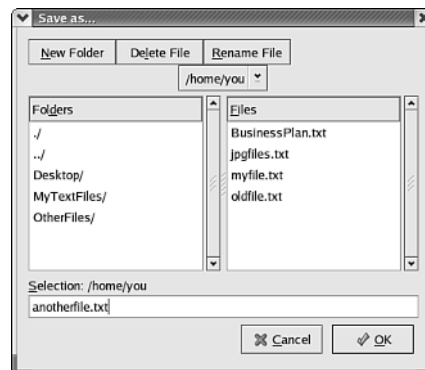 Save as...
New Folder Delete File Rename File
/home/you
Folders
./
../
Desktop/
MyTextFiles/
OtherFiles/
Files
BusinessPlan.txt
jpgfiles.txt
myfile.txt
oldfile.txt
Selection: /home/you
anotherfile.txt
Cancel OK